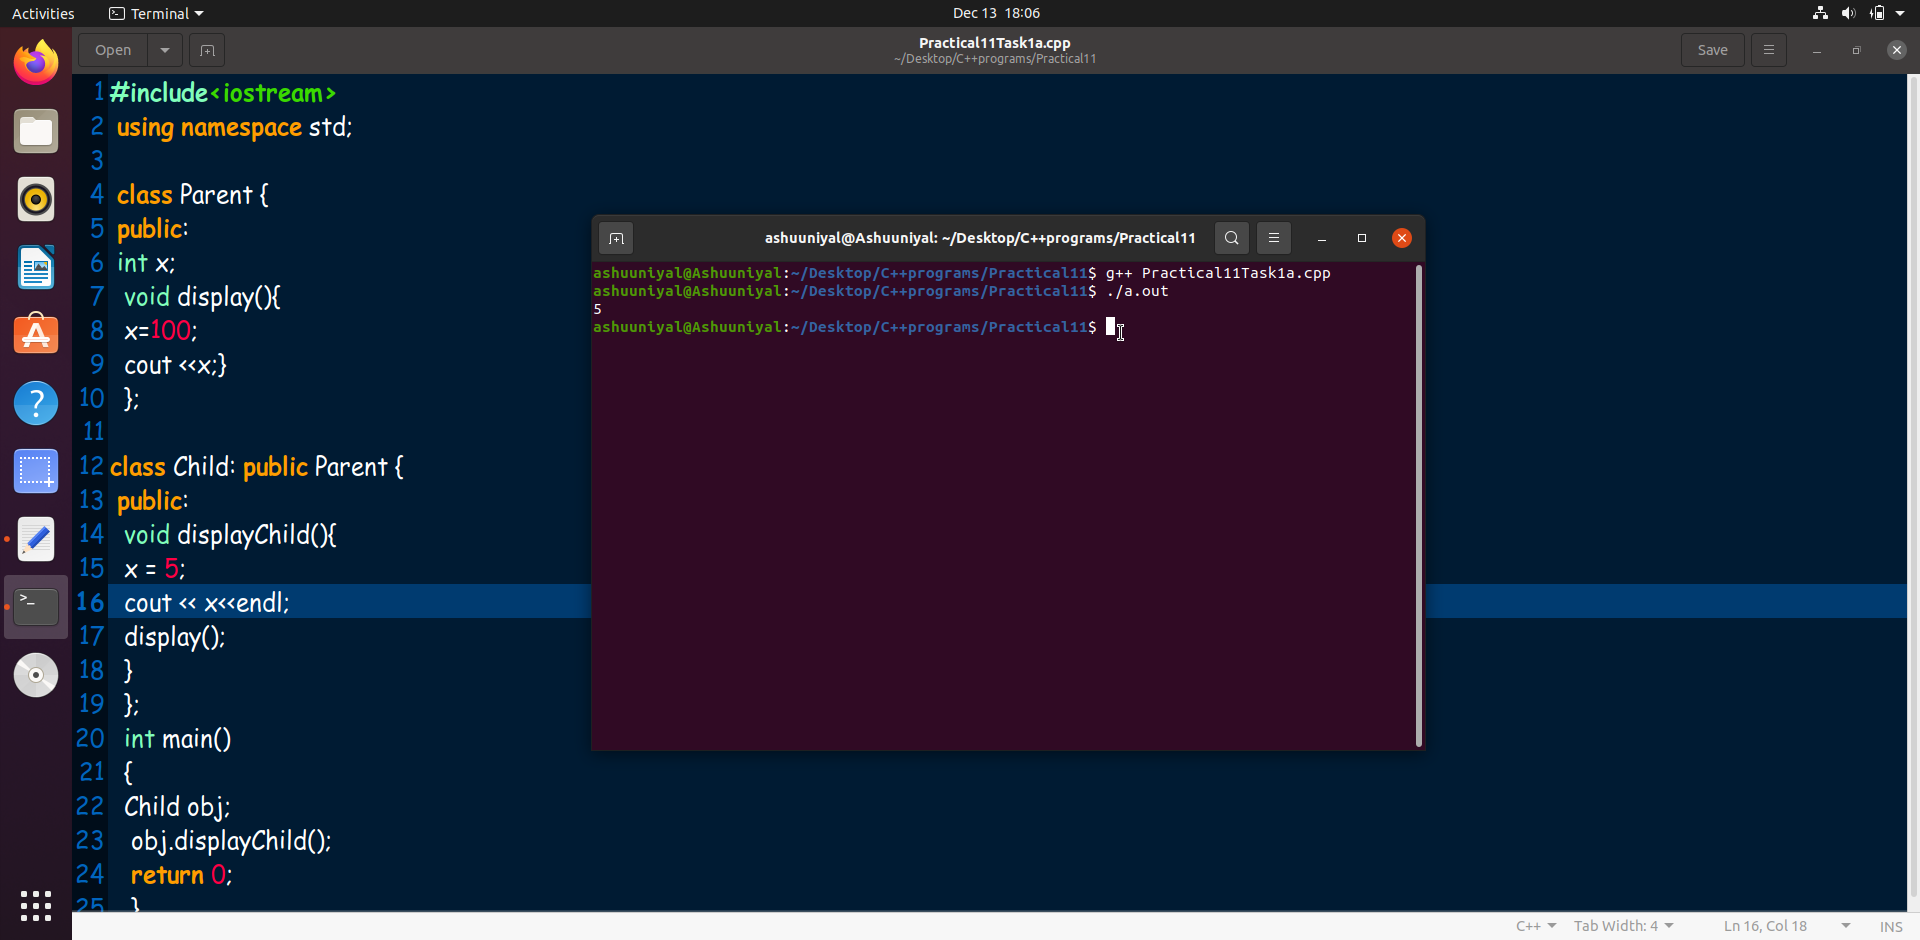 Activities
Terminal
Dec 13 18:06
Open
Practical11Task1a.cpp
~/Desktop/C++programs/Practical11
Save
1 #include<iostream>
2 using namespace std;
3
4 class Parent {
5 public:
6 int x;
7 void display(){
8 x=100;
9 cout <<x;}
10 };
11
12 class Child: public Parent {
13 public:
14 void displayChild(){
15 x = 5;
16 cout << x<<endl;
17 display();
18 }
19 };
20 int main()
21 {
22 Child obj;
23 obj.displayChild();
24 return 0;
25 }
ashuuniyal@Ashuuniyal: ~/Desktop/C++programs/Practical11
ashuuniyal@Ashuuniyal:~/Desktop/C++programs/Practical11$ g++ Practical11Task1a.cpp
ashuuniyal@Ashuuniyal:~/Desktop/C++programs/Practical11$ ./a.out
5
ashuuniyal@Ashuuniyal:~/Desktop/C++programs/Practical11$
C++
Tab Width: 4
Ln 16, Col 18
INS